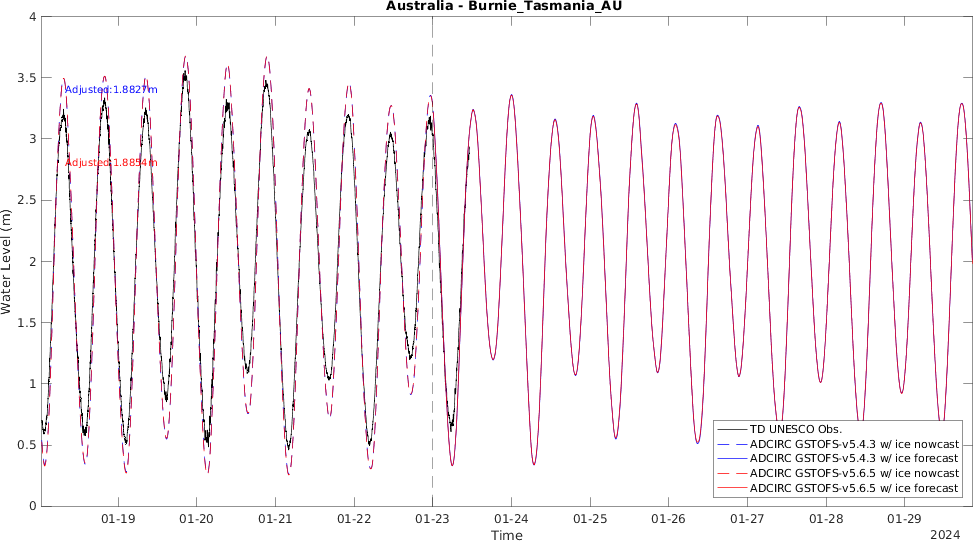 Australia - Burnie_Tasmania_AU
4
3.5
3
2.5
2
1.5
1
0.5
0
Water Level (m)
Adjusted:1.8827m
Adjusted:1.8854m
TD UNESCO Obs.
ADCIRC GSTOFS-v5.4.3 w/ ice nowcast
ADCIRC GSTOFS-v5.4.3 w/ ice forecast
ADCIRC GSTOFS-v5.6.5 w/ ice nowcast
ADCIRC GSTOFS-v5.6.5 w/ ice forecast
01-19 01-20 01-21 01-22 01-23 01-24 01-25 01-26 01-27 01-28 01-29
Time
2024